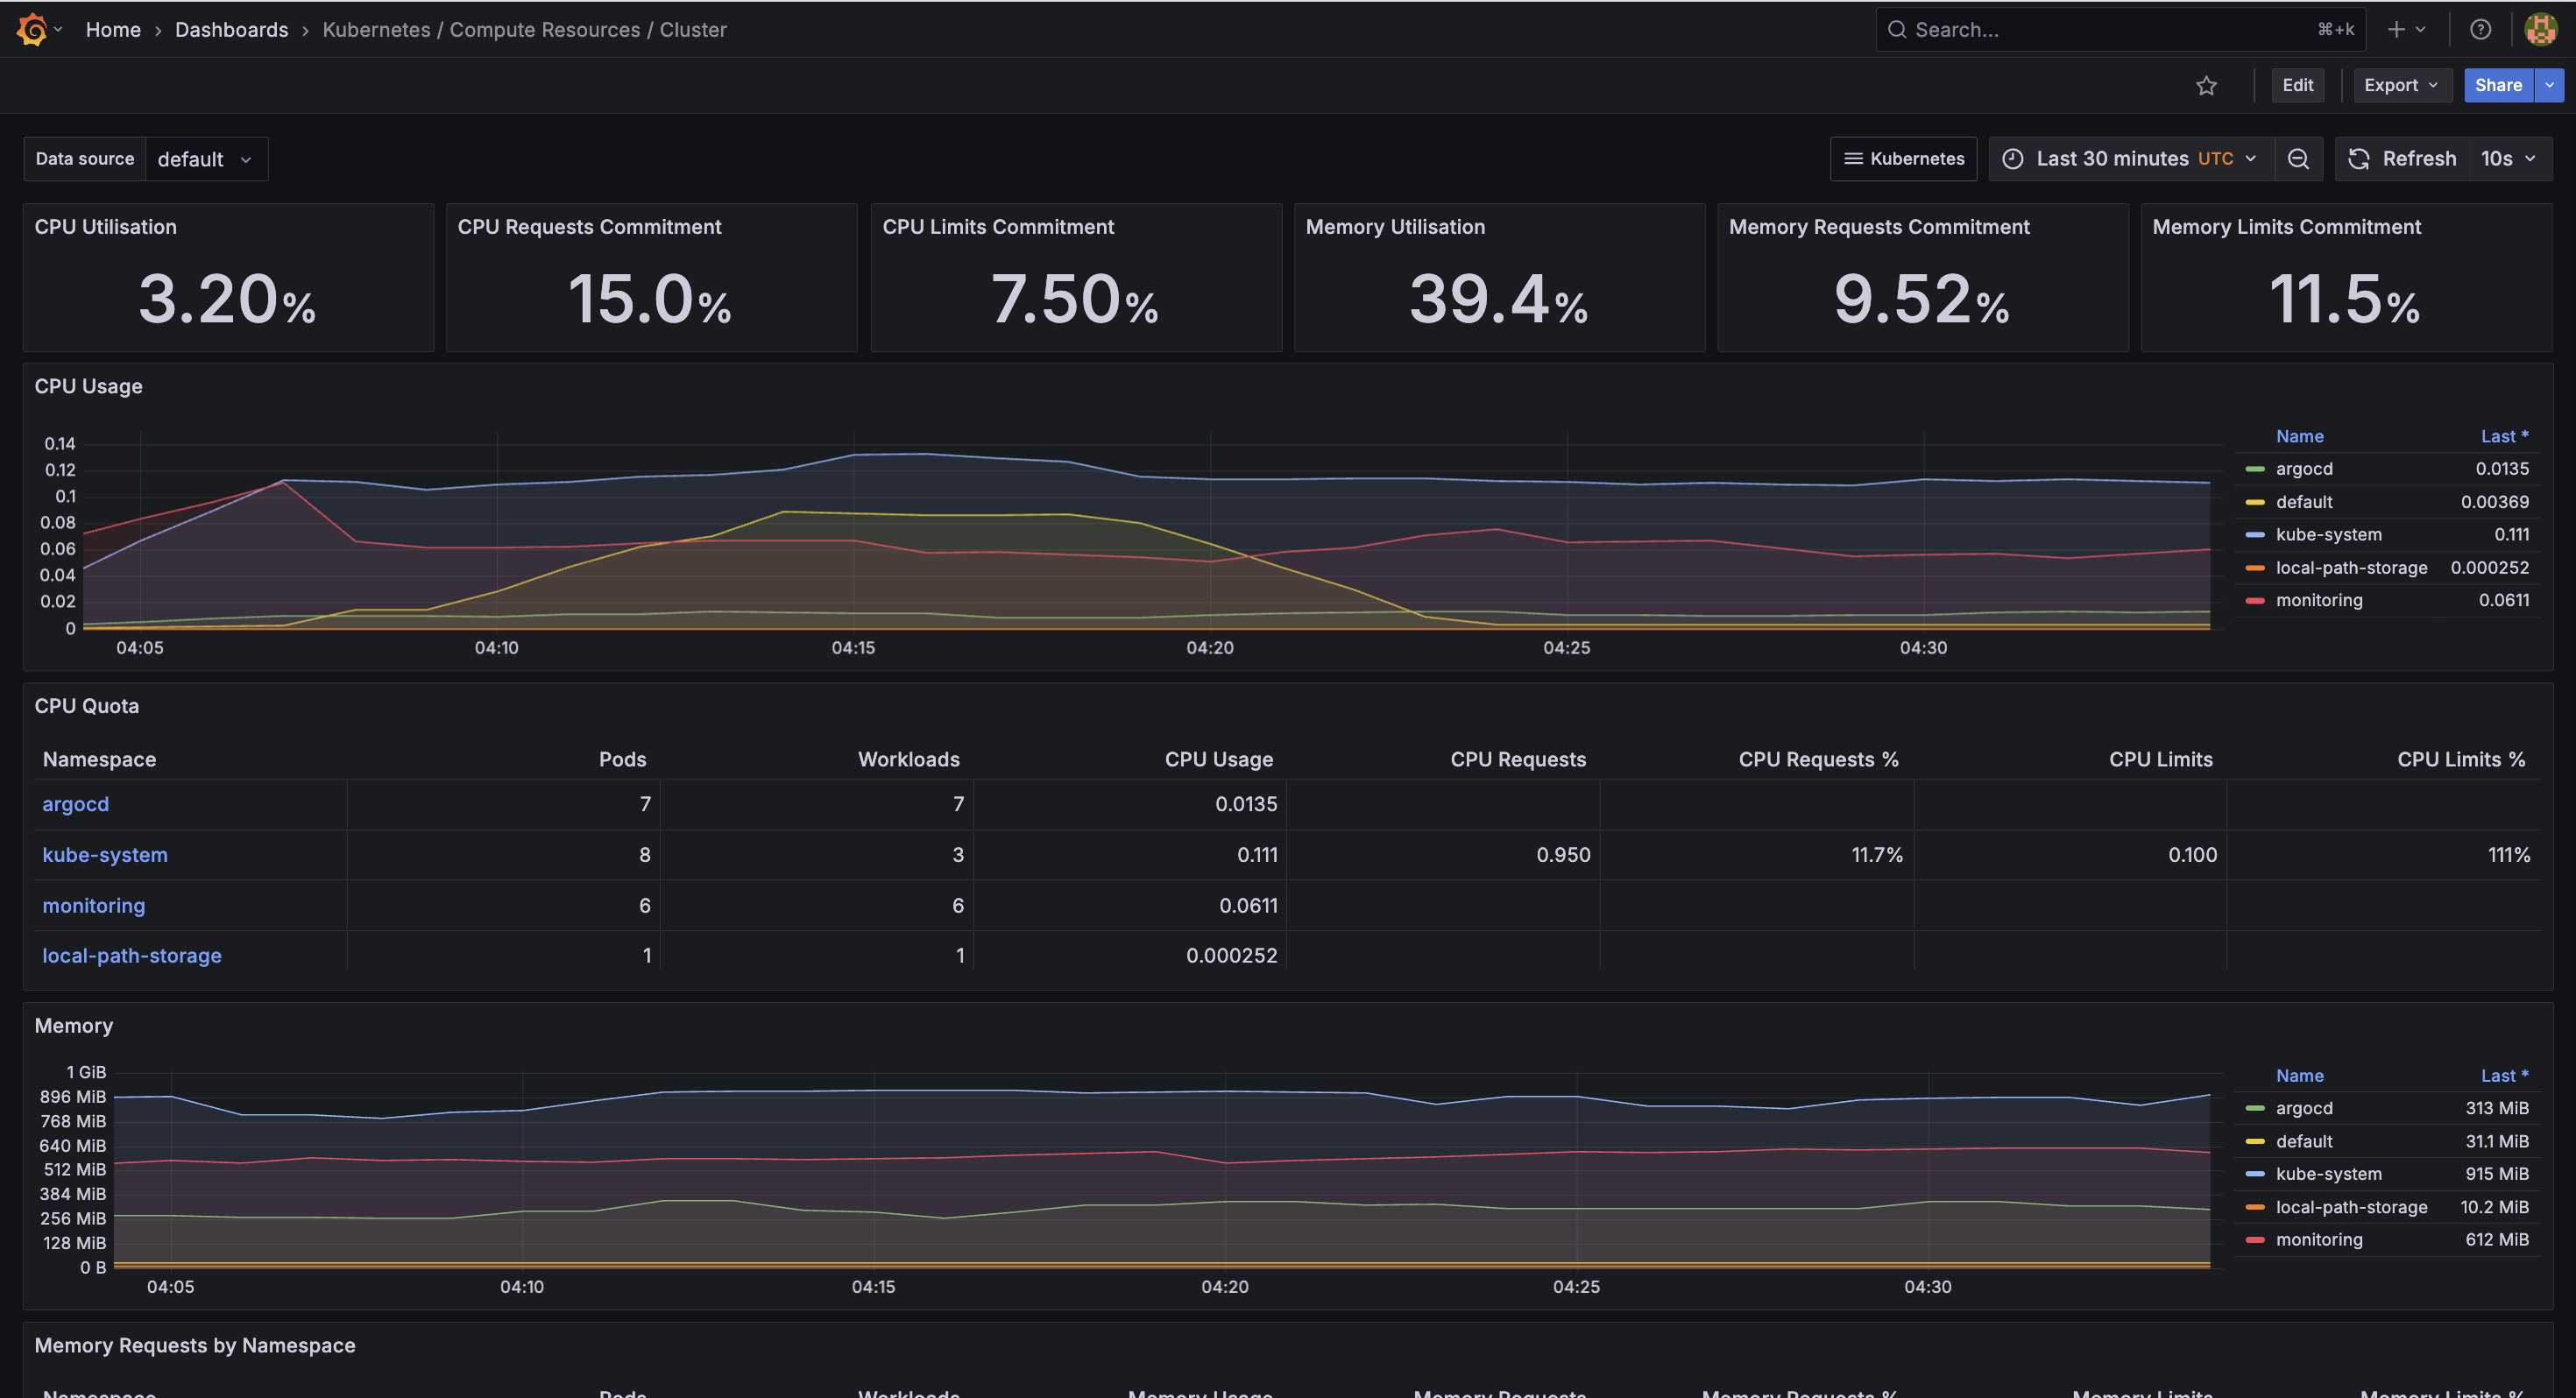 Home › Dashboards › Kubernetes / Compute Resources / Cluster
Search... ⌘+k
Edit Export Share
Data source default
Kubernetes Last 30 minutes UTC Refresh 10s
CPU Utilisation
3.20%
CPU Requests Commitment
15.0%
CPU Limits Commitment
7.50%
Memory Utilisation
39.4%
Memory Requests Commitment
9.52%
Memory Limits Commitment
11.5%
CPU Usage
0.14
0.12
0.1
0.08
0.06
0.04
0.02
0
04:05 04:10 04:15 04:20 04:25 04:30
Name Last *
argocd 0.0135
default 0.00369
kube-system 0.111
local-path-storage 0.000252
monitoring 0.0611
CPU Quota
Namespace Pods Workloads CPU Usage CPU Requests CPU Requests % CPU Limits CPU Limits %
argocd 7 7 0.0135
kube-system 8 3 0.111 0.950 11.7% 0.100 111%
monitoring 6 6 0.0611
local-path-storage 1 1 0.000252
Memory
1 GiB
896 MiB
768 MiB
640 MiB
512 MiB
384 MiB
256 MiB
128 MiB
0 B
04:05 04:10 04:15 04:20 04:25 04:30
Name Last *
argocd 313 MiB
default 31.1 MiB
kube-system 915 MiB
local-path-storage 10.2 MiB
monitoring 612 MiB
Memory Requests by Namespace
Namespace Pods Workloads Memory Usage Memory Requests Memory Requests % Memory Limits Memory Limits %